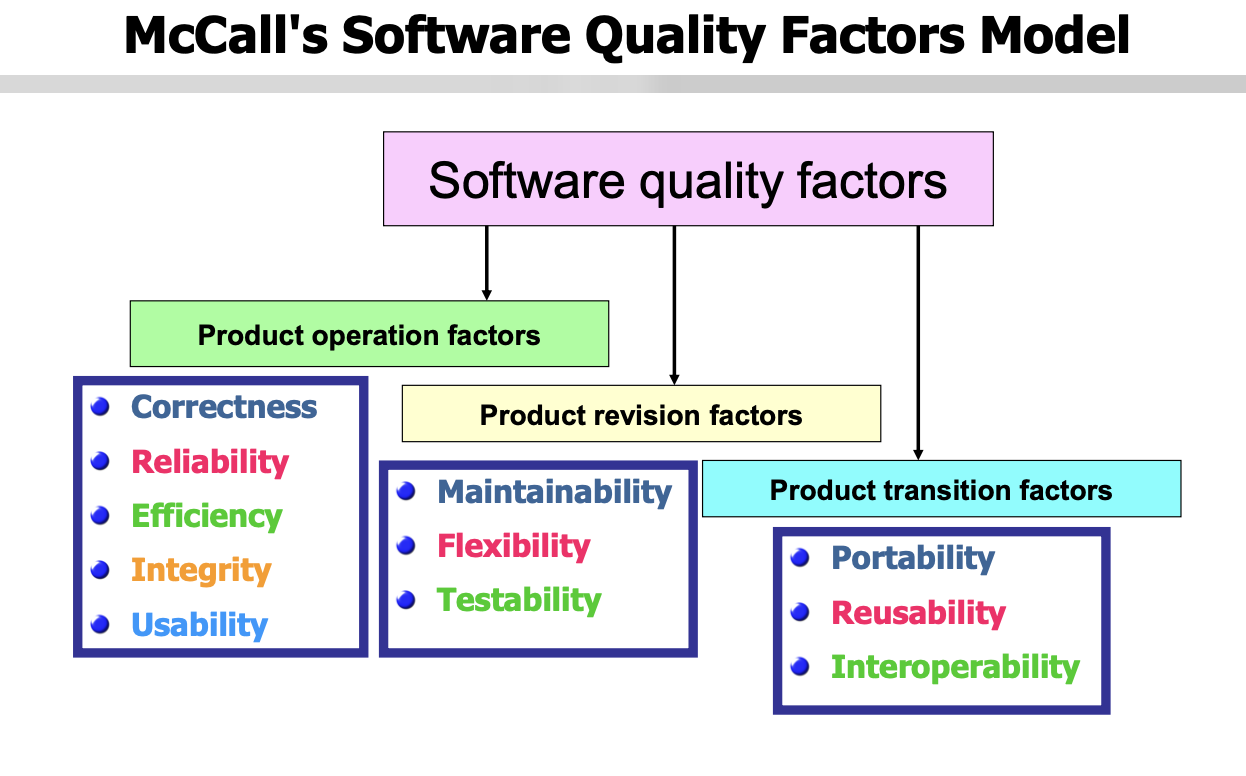 McCall's Software Quality Factors Model
Software quality factors
Product operation factors
Correctness
Reliability
Efficiency
Integrity
Usability
Product revision factors
Maintainability
Flexibility
Testability
Product transition factors
Portability
Reusability
Interoperability